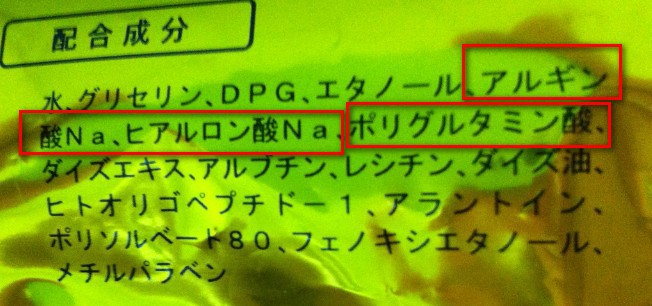 配合成分
水、グリセリン、DPG、エタノール、アルギン
酸Na、ヒアルロン酸Na、ポリグルタミン酸、
ダイズエキス、アルブチン、レシチン、ダイズ油、
ヒトオリゴペプチド-1、アラントイン、
ポリソルベート80、フェノキシエタノール、
メチルパラベン